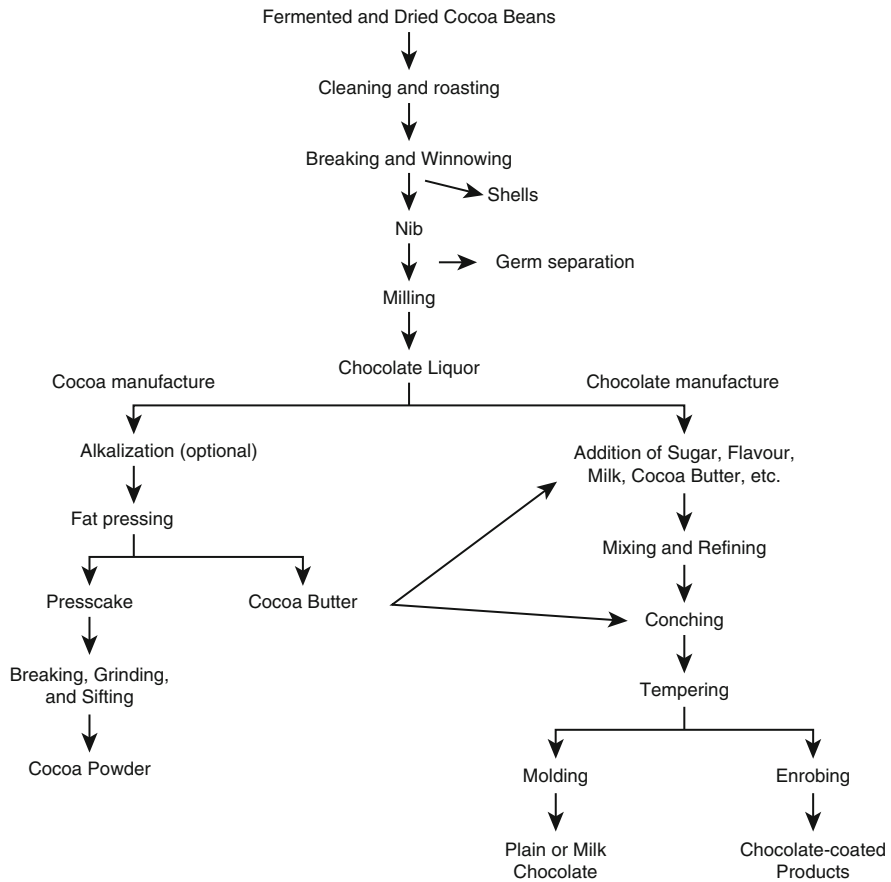 Fermented and Dried Cocoa Beans
Cleaning and roasting
Breaking and Winnowing
Shells
Nib
Germ separation
Milling
Chocolate Liquor
Cocoa manufacture
Chocolate manufacture
Alkalization (optional)
Fat pressing
Presscake
Cocoa Butter
Breaking, Grinding,
and Sifting
Cocoa Powder
Addition of Sugar, Flavour,
Milk, Cocoa Butter, etc.
Mixing and Refining
Conching
Tempering
Molding
Enrobing
Plain or Milk
Chocolate
Chocolate-coated
Products